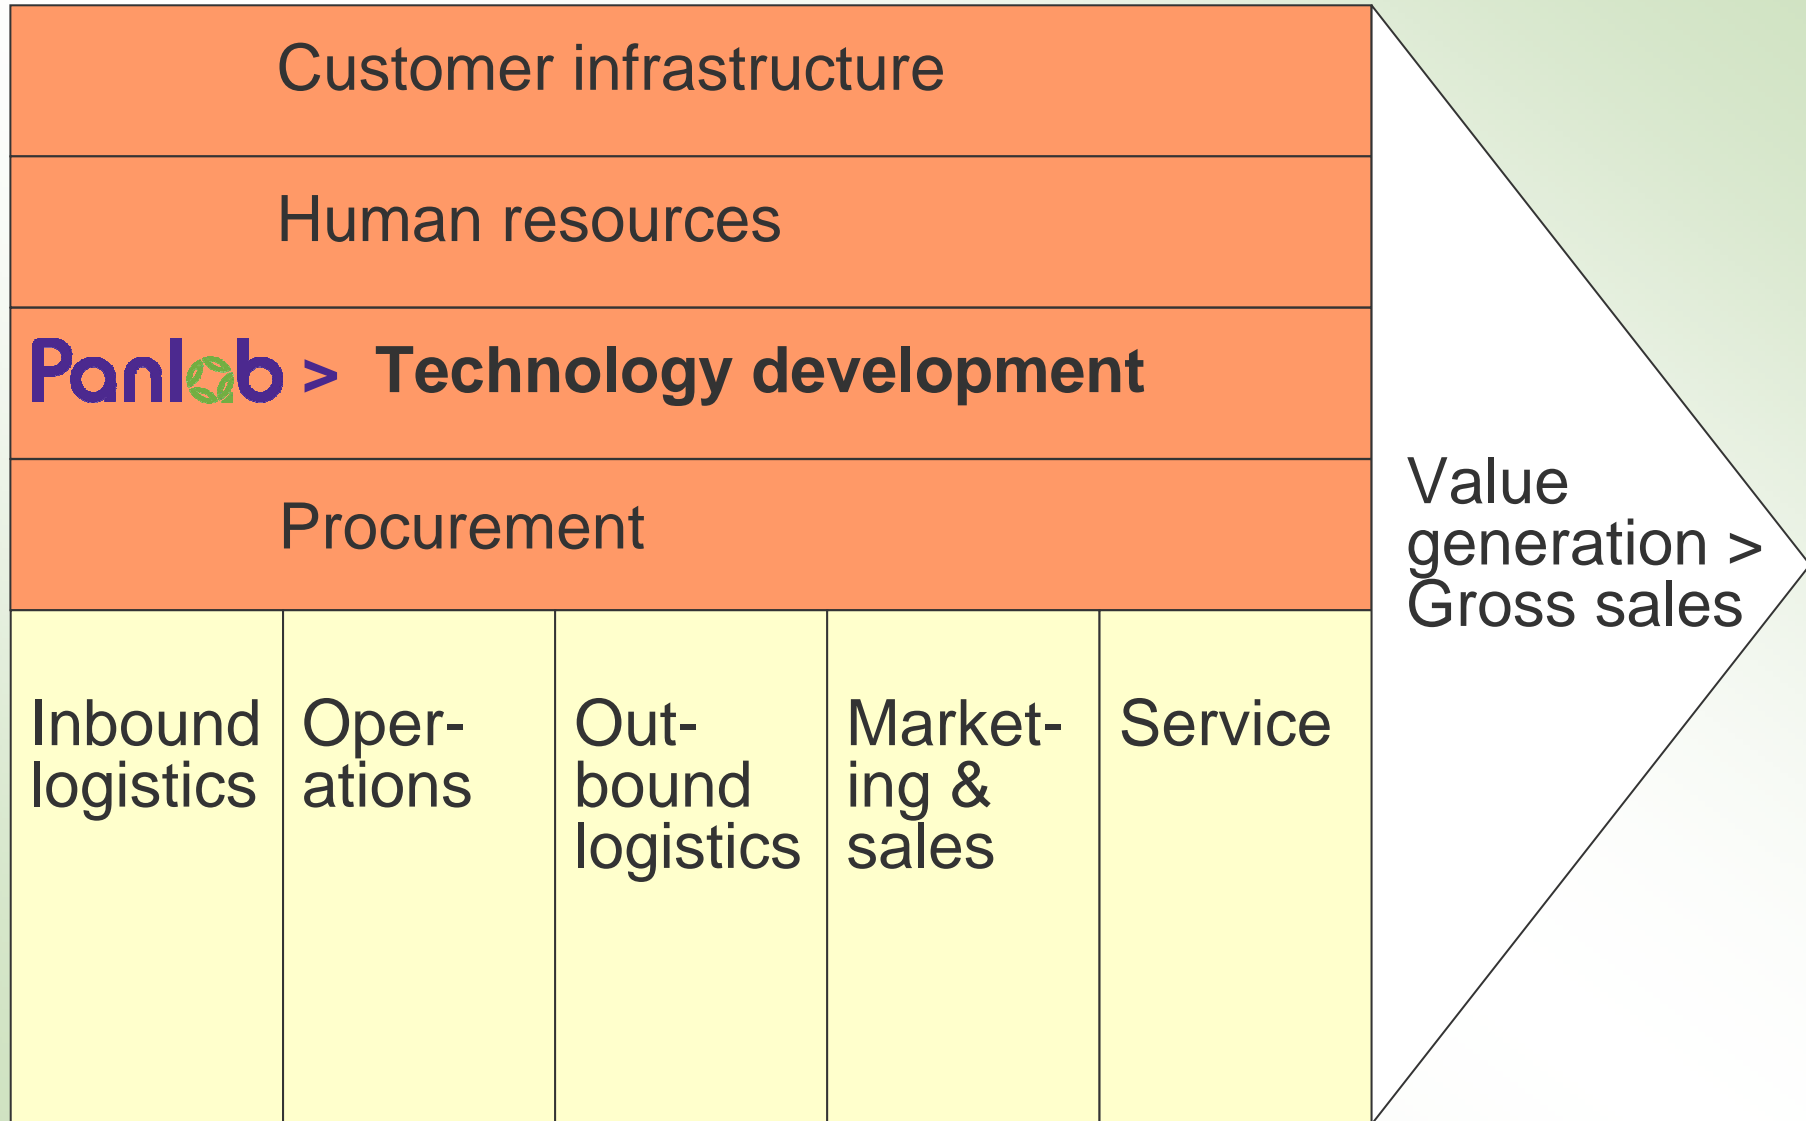 Customer infrastructure
Human resources
Panlab > Technology development
Procurement
Inbound
logistics
Oper-
ations
Out-
bound
logistics
Market-
ing &
sales
Service
Value
generation >
Gross sales